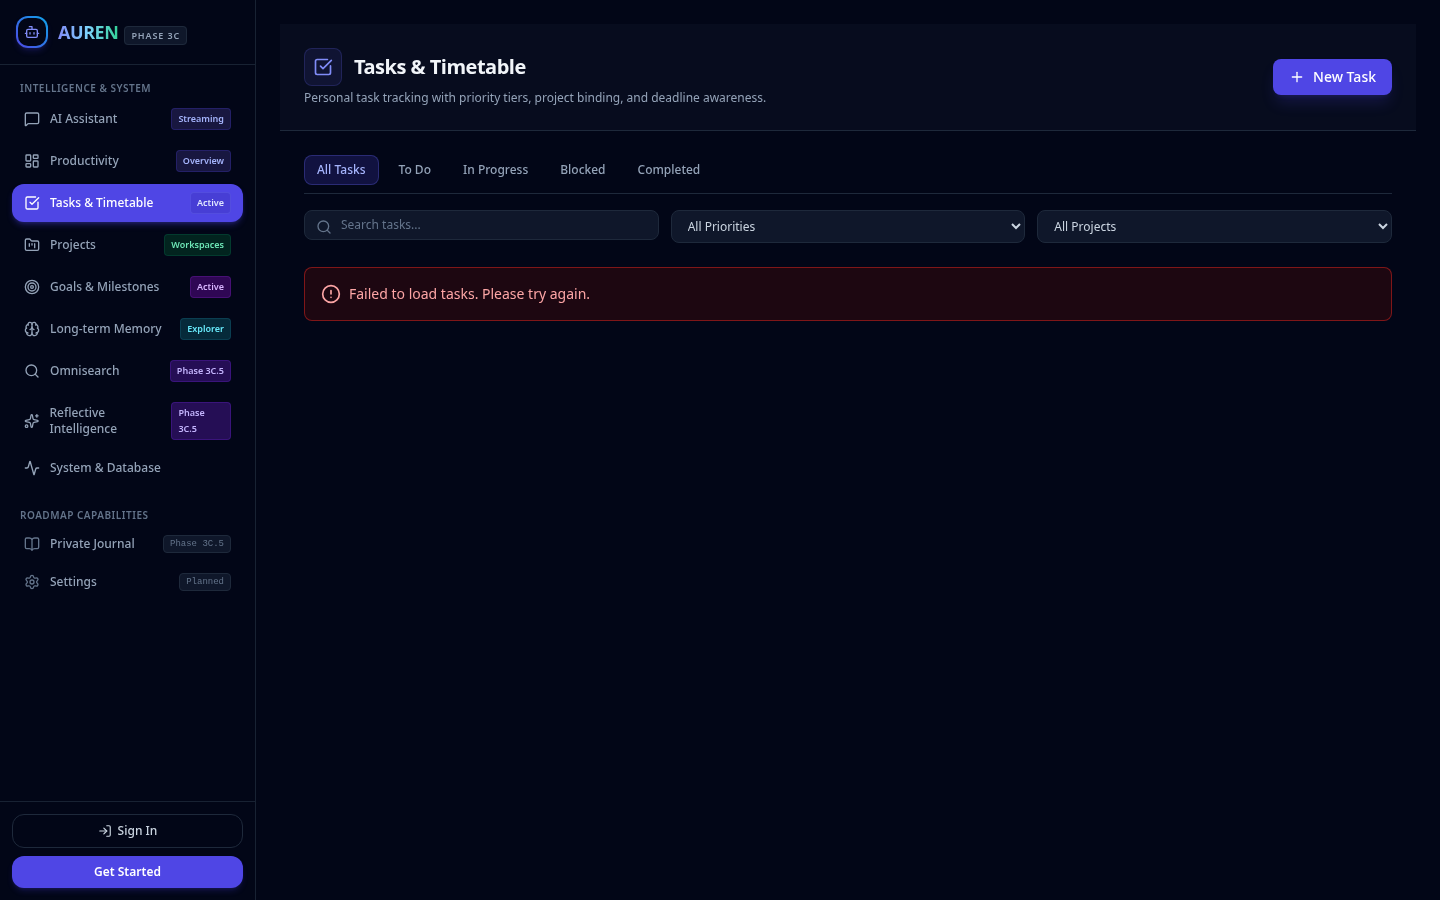 AUREN PHASE 3C
INTELLIGENCE & SYSTEM
AI Assistant Streaming
Productivity Overview
Tasks & Timetable Active
Projects Workspaces
Goals & Milestones Active
Long-term Memory Explorer
Omnisearch Phase 3C.5
Reflective Intelligence Phase 3C.5
System & Database
ROADMAP CAPABILITIES
Private Journal Phase 3C.5
Settings Planned
Sign In
Get Started
Tasks & Timetable
Personal task tracking with priority tiers, project binding, and deadline awareness.
New Task
All Tasks To Do In Progress Blocked Completed
Search tasks...
All Priorities
All Projects
Failed to load tasks. Please try again.